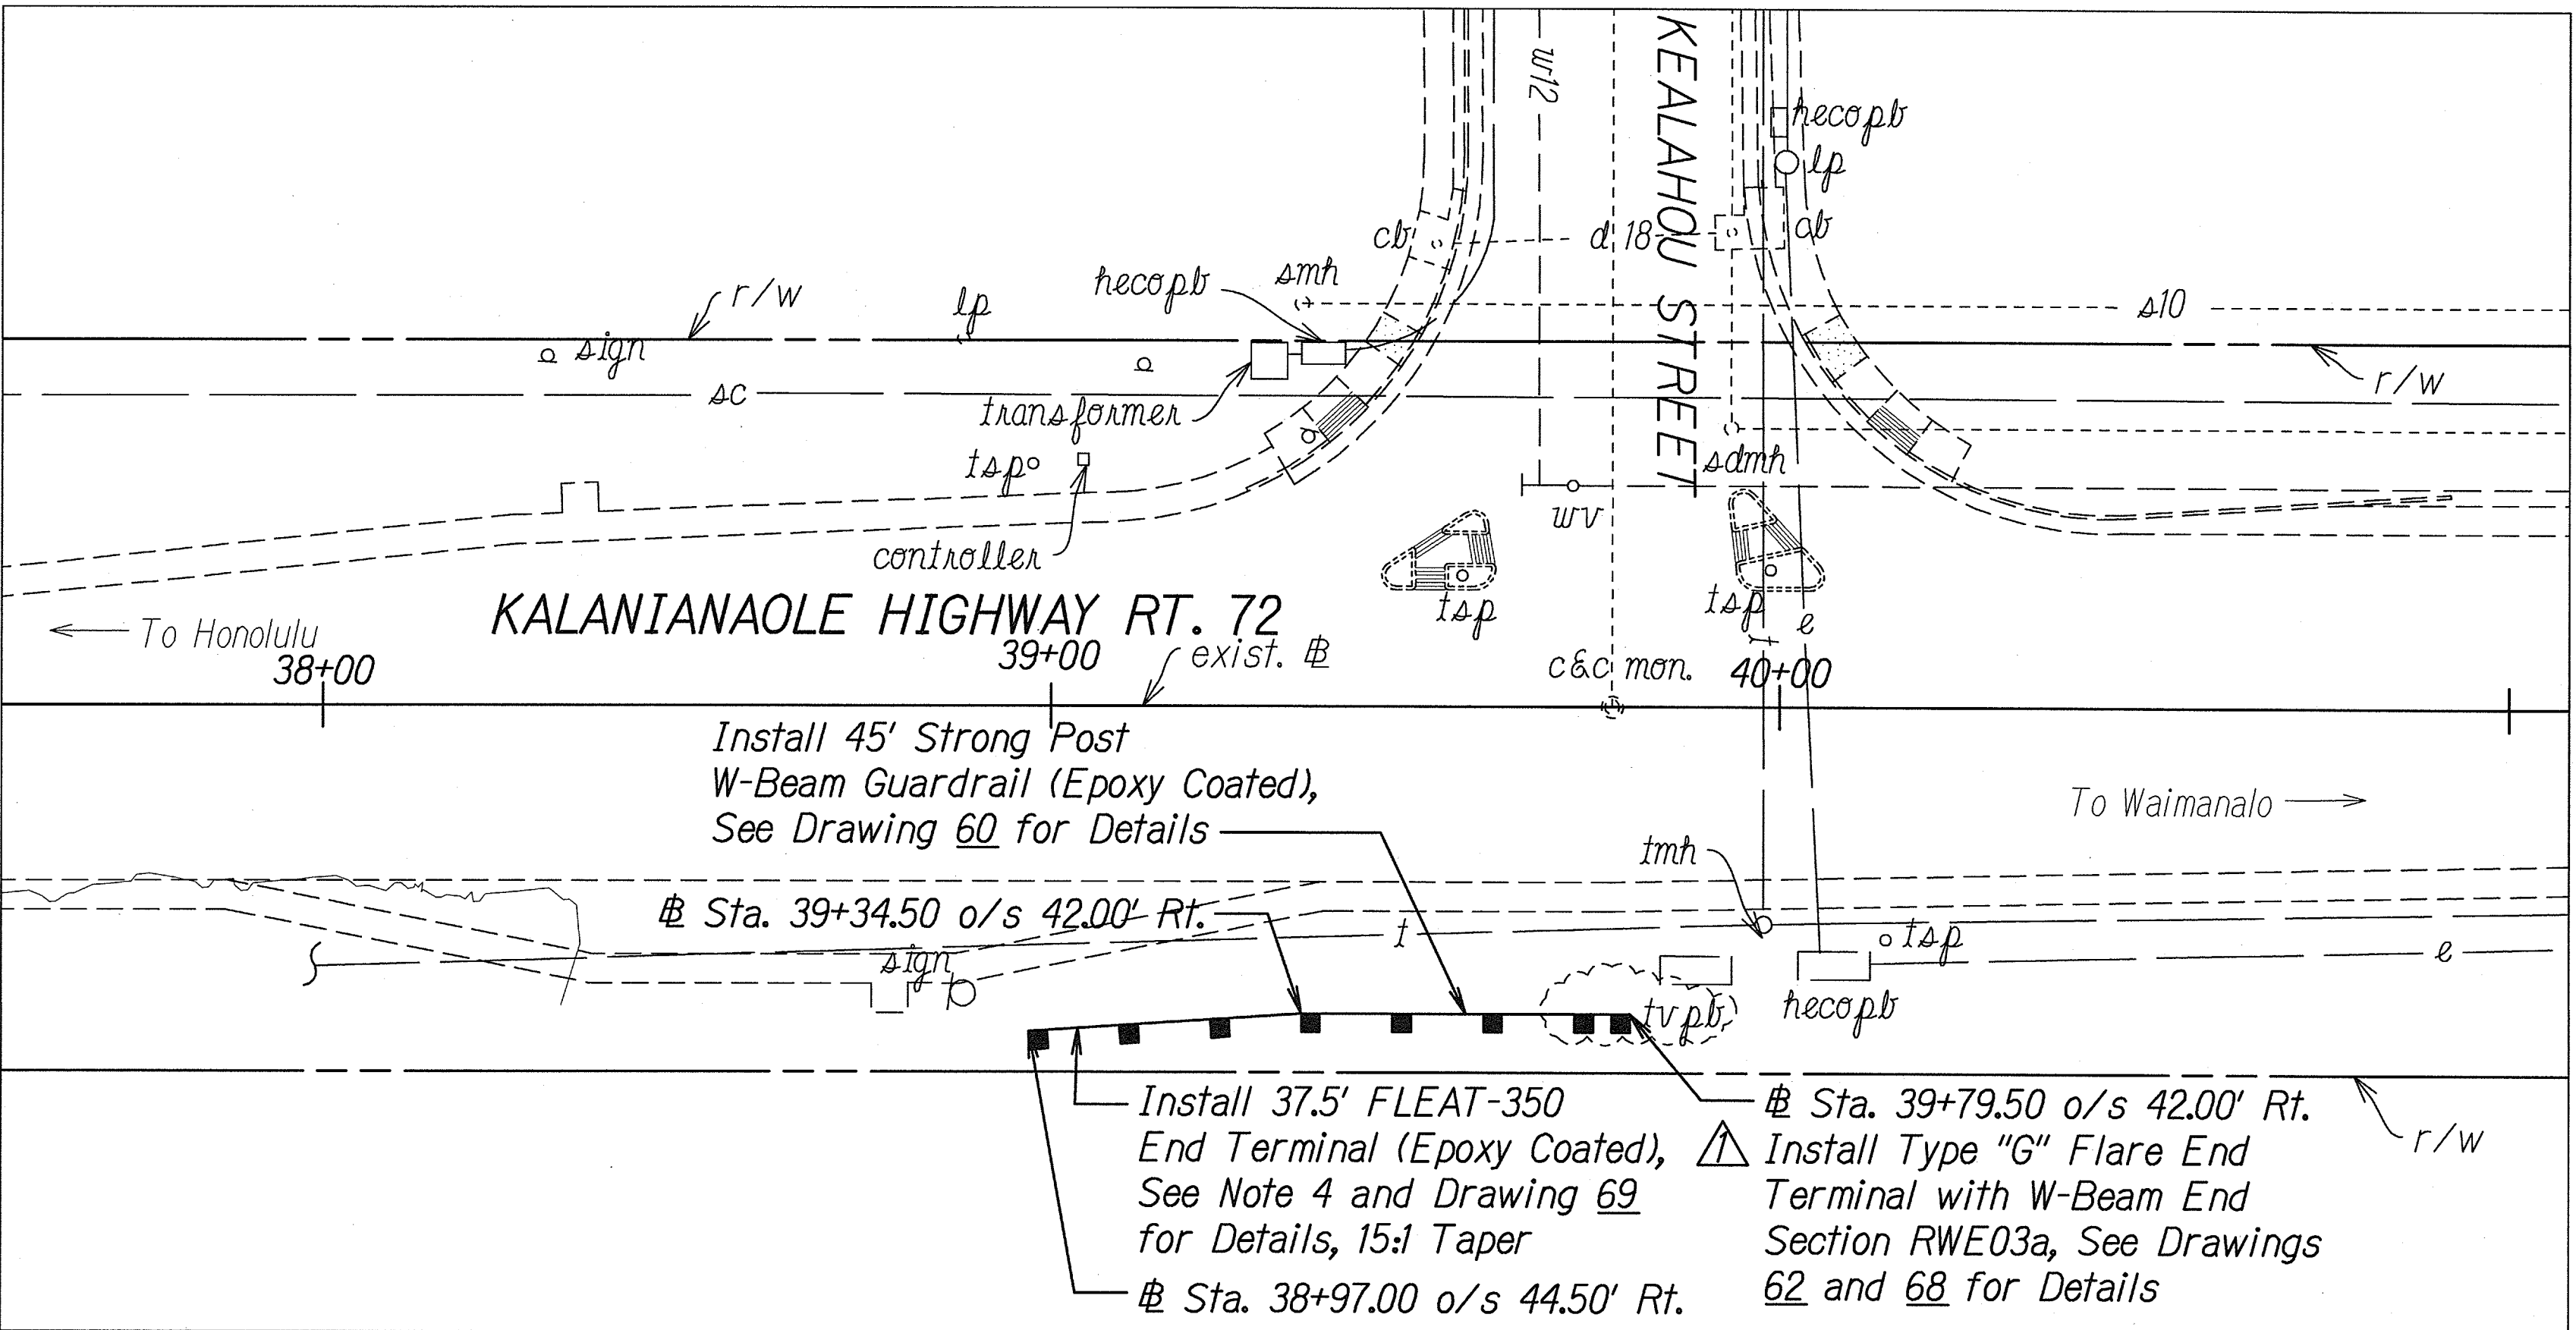 KEALAHOU STREET
w12
hecopb
lp
cb
d 18
cb
hecopb
smh
s10
r/w
lp
sign
r/w
sc
transformer
tsp
sdmh
wv
controller
tsp
tsp
e
t
To Honolulu
KALANIANAOLE HIGHWAY RT. 72
38+00
39+00
exist. BL
c&c mon.
40+00
Install 45' Strong Post
W-Beam Guardrail (Epoxy Coated),
See Drawing 60 for Details
To Waimanalo
tmh
BL Sta. 39+34.50 o/s 42.00' Rt.
t
tsp
e
sign
tvpb
hecopb
Install 37.5' FLEAT-350
End Terminal (Epoxy Coated),
See Note 4 and Drawing 69
for Details, 15:1 Taper
BL Sta. 38+97.00 o/s 44.50' Rt.
BL Sta. 39+79.50 o/s 42.00' Rt.
1 Install Type "G" Flare End
Terminal with W-Beam End
Section RWE03a, See Drawings
62 and 68 for Details
r/w